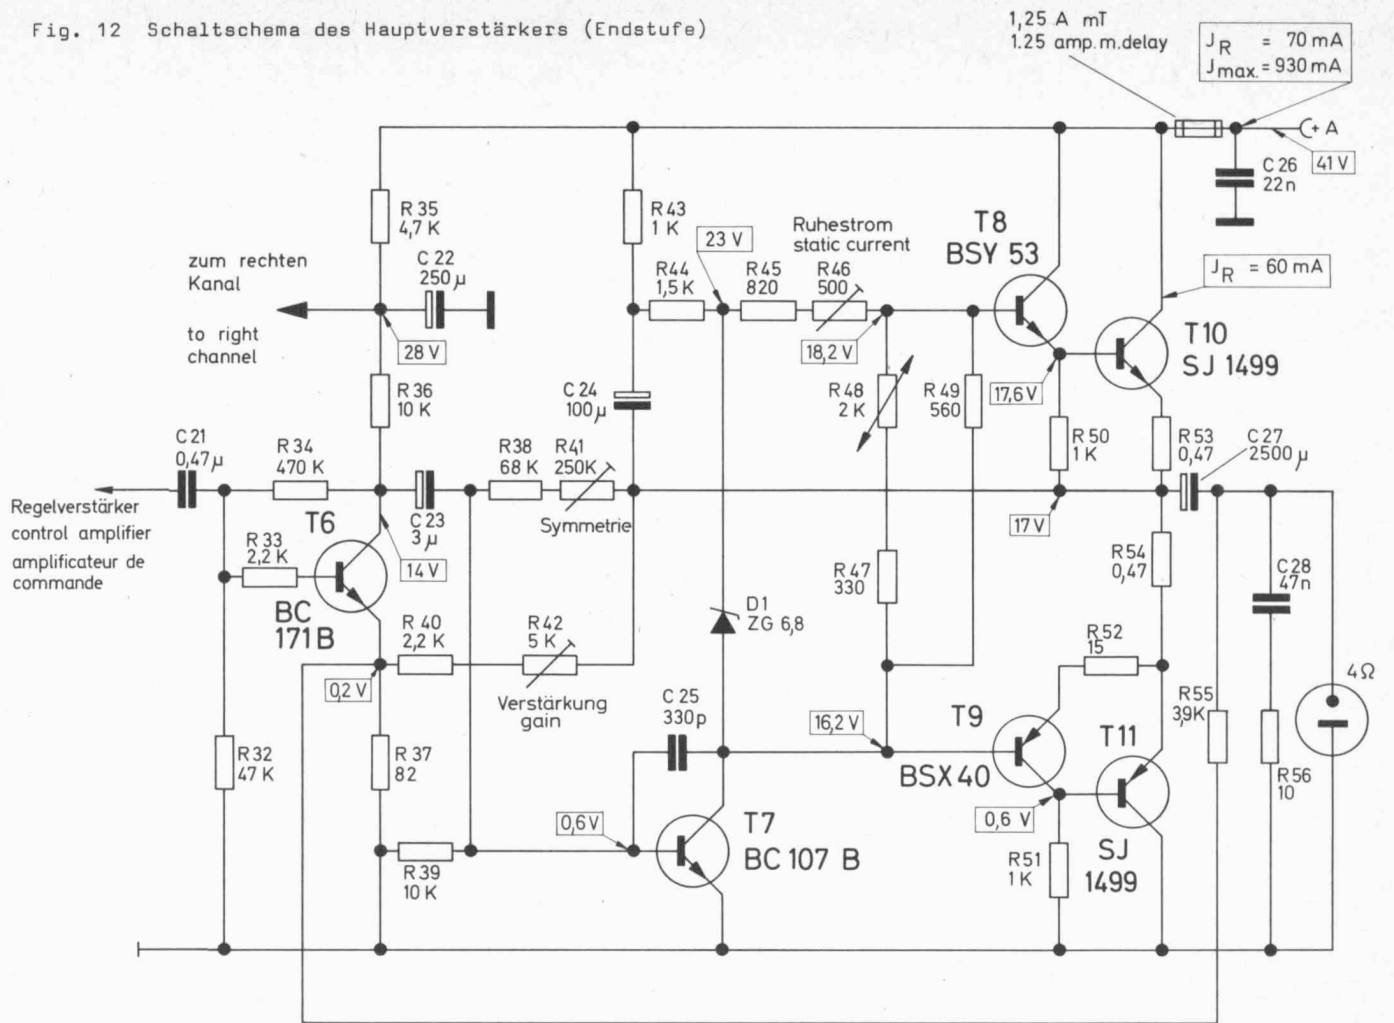 Fig. 12 Schaltschema des Hauptverstärkers (Endstufe)
1,25 A mT
1.25 amp.m.delay
J R = 70 mA
J max. = 930 mA
+ A
41 V
C 26
22n
R 35
4,7 K
R 43
1 K
23 V
Ruhestrom
static current
T8
BSY 53
J R = 60 mA
zum rechten
Kanal
to right
channel
C 22
250 µ
28 V
R 44
1,5 K
R 45
820
R 46
500
18,2 V
T10
SJ 1499
R 36
10 K
C 24
100 µ
R 48
2 K
R 49
560
17,6 V
R 50
1 K
R 53
0,47
C 27
2500 µ
C 21
0,47 µ
R 34
470 K
R 38
68 K
R 41
250K
Symmetrie
C 23
3 µ
17 V
Regelverstärker
control amplifier
amplificateur de
commande
T6
R 33
2,2 K
14 V
BC
171 B
R 47
330
R 54
0,47
C 28
47n
R 40
2,2 K
R 42
5 K
D1
ZG 6,8
R 52
15
0,2 V
Verstärkung
gain
C 25
330 p
16,2 V
T9
BSX 40
T11
R 55
3,9K
4 Ω
R 32
47 K
R 37
82
R 56
10
0,6 V
T7
BC 107 B
0,6 V
R 51
1 K
SJ
1499
R 39
10 K